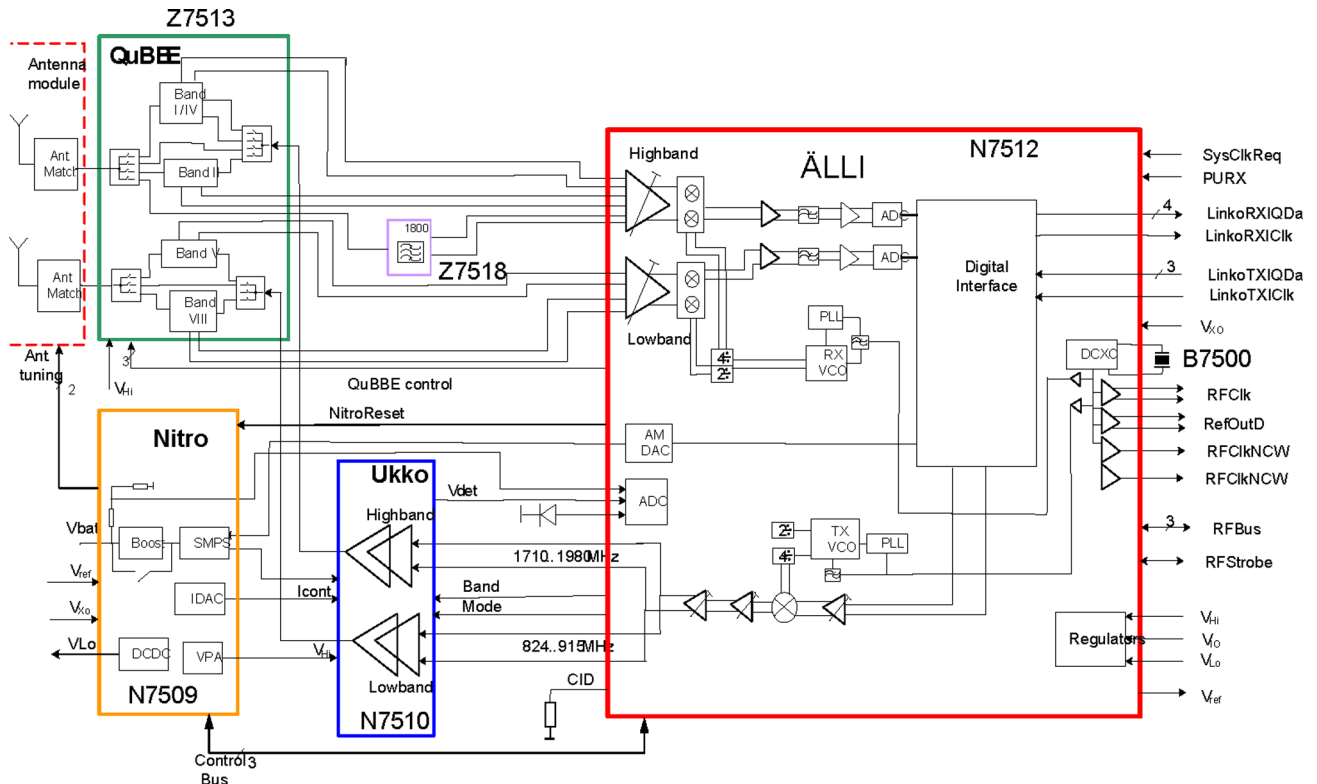 Z7513
QuBEE
Antenna
module
Band
I/IV
Ant
Match
Band II
1800
Z7518
Band V
Ant
Match
Band
VIII
Ant
tuning
2
3
VHi
QuBBE control
N7512
ÄLLI
Highband
Lowband
ADC
ADC
Digital
Interface
PLL
RX
VCO
4:
2:
SysClkReq
PURX
4
LinkoRXIQDa
LinkoRXIClk
3
LinkoTXIQDa
LinkoTXIClk
VXO
DCXO
B7500
RFClk
RefOutD
RFClkNCW
RFClkNCW
3
RFBus
RFStrobe
Regulators
VHi
VIO
VLo
Vref
NitroReset
AM
DAC
ADC
Vdet
2:
4:
TX
VCO
PLL
Nitro
Vbat
Boost
SMPS
Vref
IDAC
VXo
VLo
DCDC
VPA
N7509
Ukko
Highband
Icont
VHi
Lowband
N7510
1710..1980MHz
Band
Mode
824..915MHz
CID
Control 3
Bus